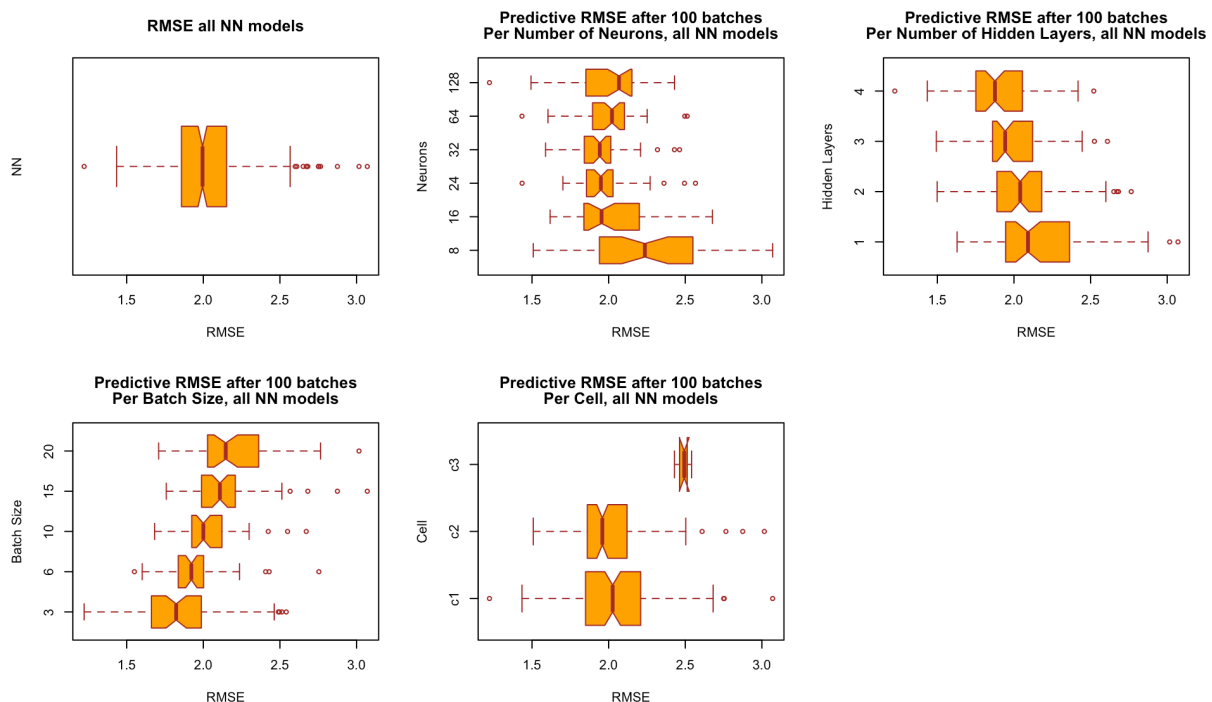 RMSE all NN models
NN
1.5 2.0 2.5 3.0
RMSE
Predictive RMSE after 100 batches
Per Number of Neurons, all NN models
Neurons
128
64
32
24
16
8
1.5 2.0 2.5 3.0
RMSE
Predictive RMSE after 100 batches
Per Number of Hidden Layers, all NN models
Hidden Layers
4
3
2
1
1.5 2.0 2.5 3.0
RMSE
Predictive RMSE after 100 batches
Per Batch Size, all NN models
Batch Size
20
15
10
6
3
1.5 2.0 2.5 3.0
RMSE
Predictive RMSE after 100 batches
Per Cell, all NN models
Cell
c3
c2
c1
1.5 2.0 2.5 3.0
RMSE